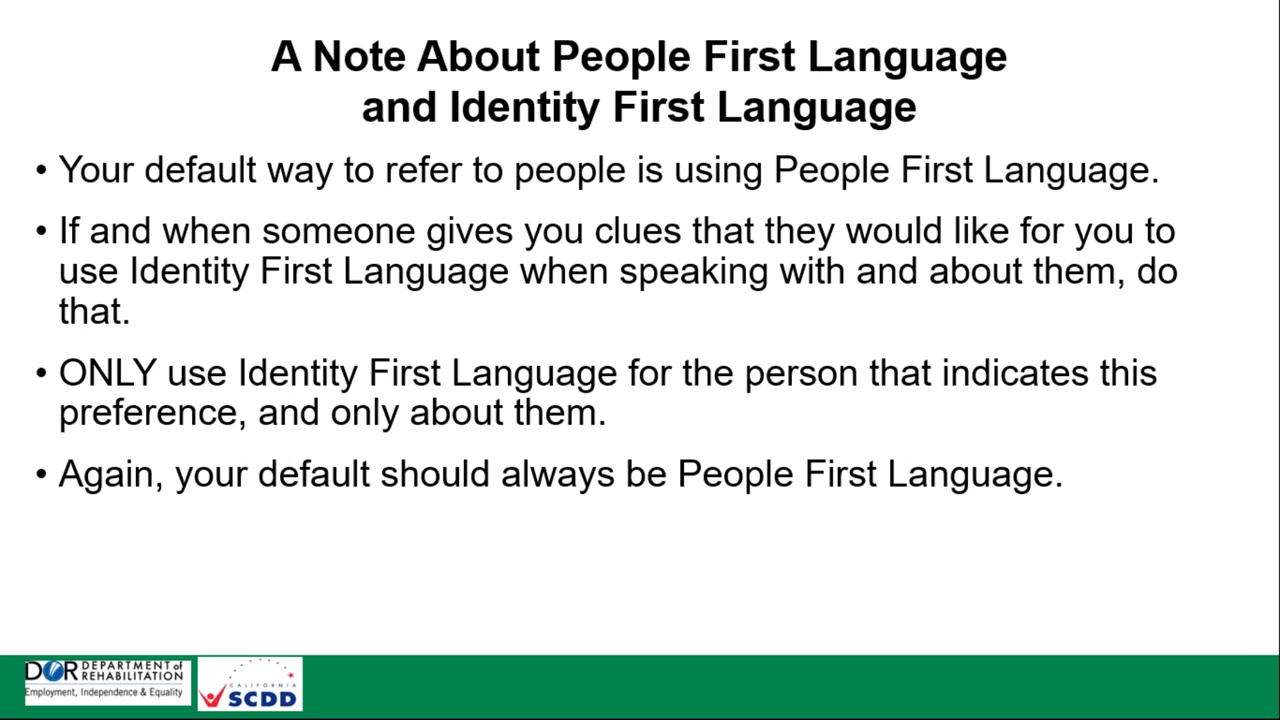 A Note About People First Language
and Identity First Language
• Your default way to refer to people is using People First Language.
• If and when someone gives you clues that they would like for you to
use Identity First Language when speaking with and about them, do
that.
• ONLY use Identity First Language for the person that indicates this
preference, and only about them.
• Again, your default should always be People First Language.
DOR DEPARTMENT of
REHABILITATION
Employment, Independence & Equality
CALIFORNIA
SCDD